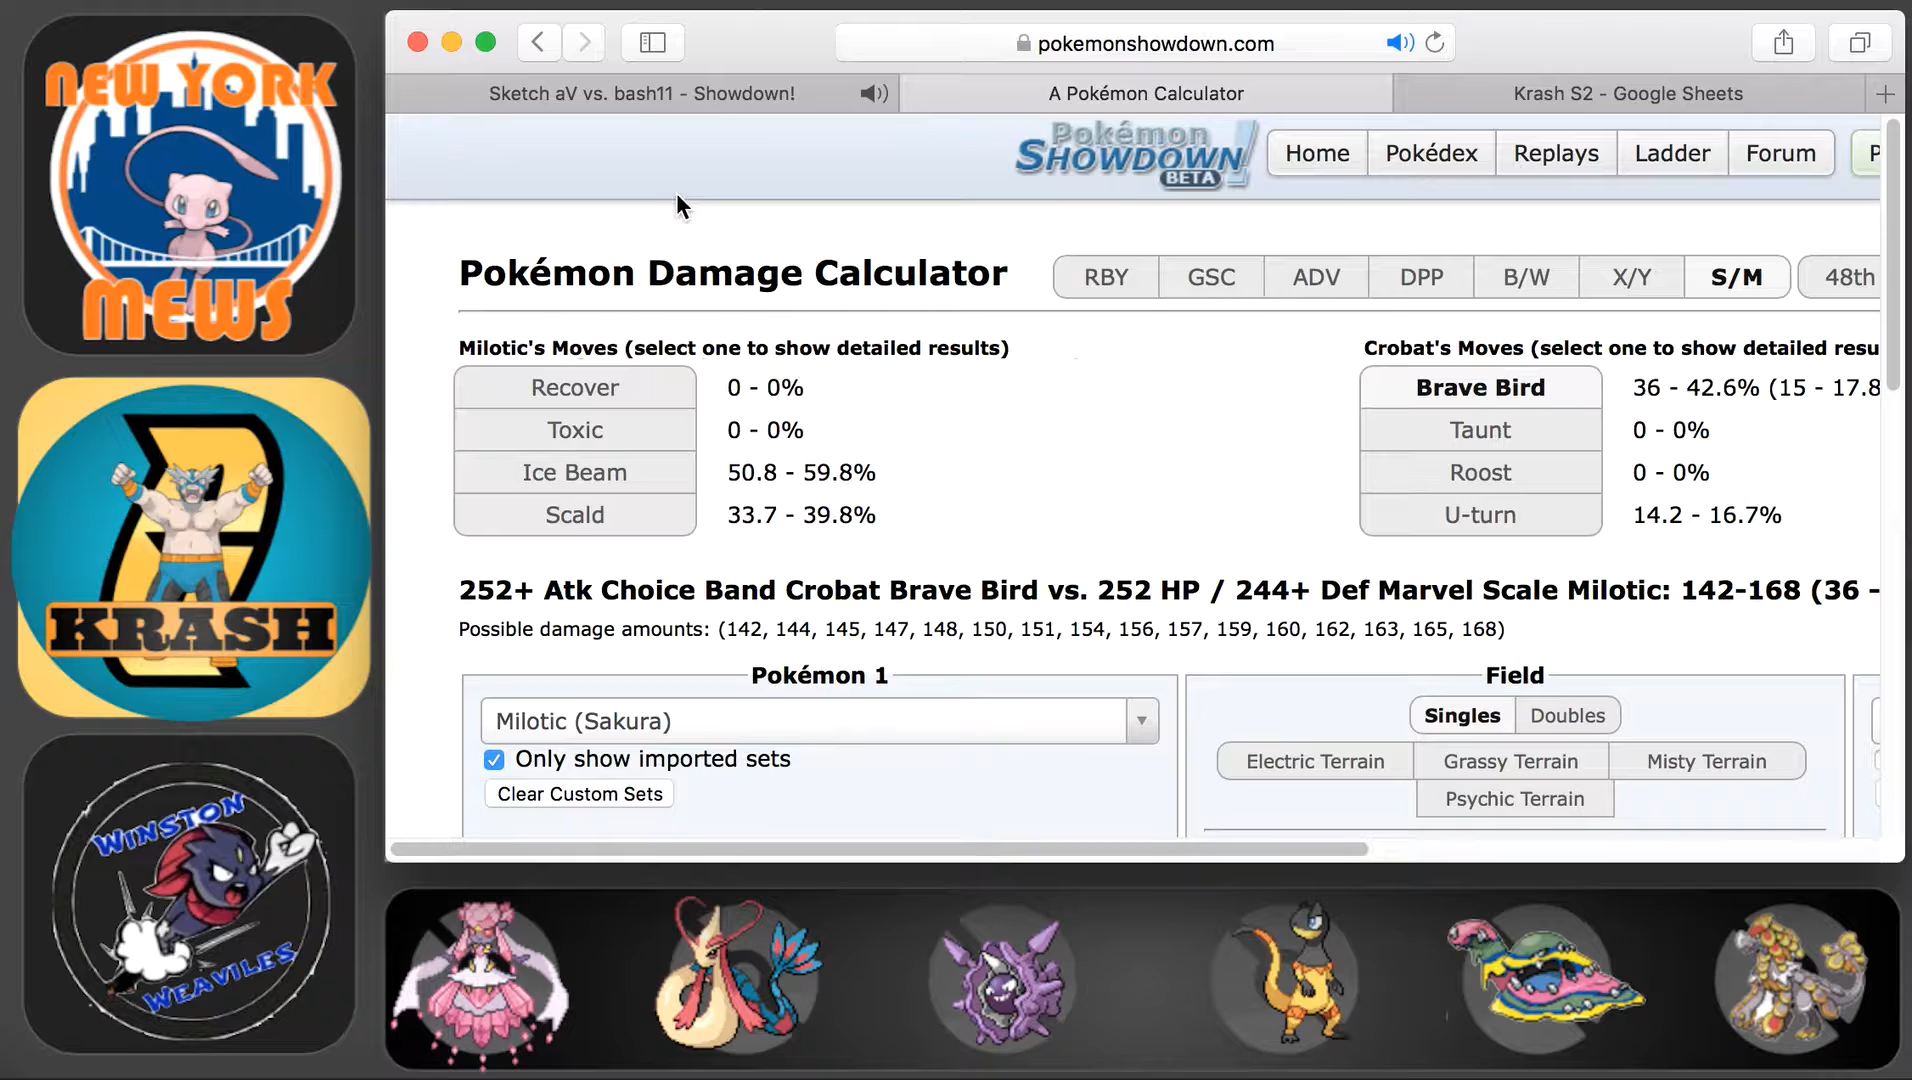 NEW YORK
MEWS
KRASH
WINSTON
WEAVILES
pokemonshowdown.com
Sketch aV vs. bash11 - Showdown!
A Pokémon Calculator
Krash S2 - Google Sheets
Pokémon
SHOWDOWN!
BETA
Home
Pokédex
Replays
Ladder
Forum
P
Pokémon Damage Calculator
RBY
GSC
ADV
DPP
B/W
X/Y
S/M
48th
Milotic's Moves (select one to show detailed results)
Recover 0 - 0%
Toxic 0 - 0%
Ice Beam 50.8 - 59.8%
Scald 33.7 - 39.8%
Crobat's Moves (select one to show detailed resu
Brave Bird 36 - 42.6% (15 - 17.8
Taunt 0 - 0%
Roost 0 - 0%
U-turn 14.2 - 16.7%
252+ Atk Choice Band Crobat Brave Bird vs. 252 HP / 244+ Def Marvel Scale Milotic: 142-168 (36 -
Possible damage amounts: (142, 144, 145, 147, 148, 150, 151, 154, 156, 157, 159, 160, 162, 163, 165, 168)
Pokémon 1
Milotic (Sakura)
Only show imported sets
Clear Custom Sets
Field
Singles
Doubles
Electric Terrain
Grassy Terrain
Misty Terrain
Psychic Terrain